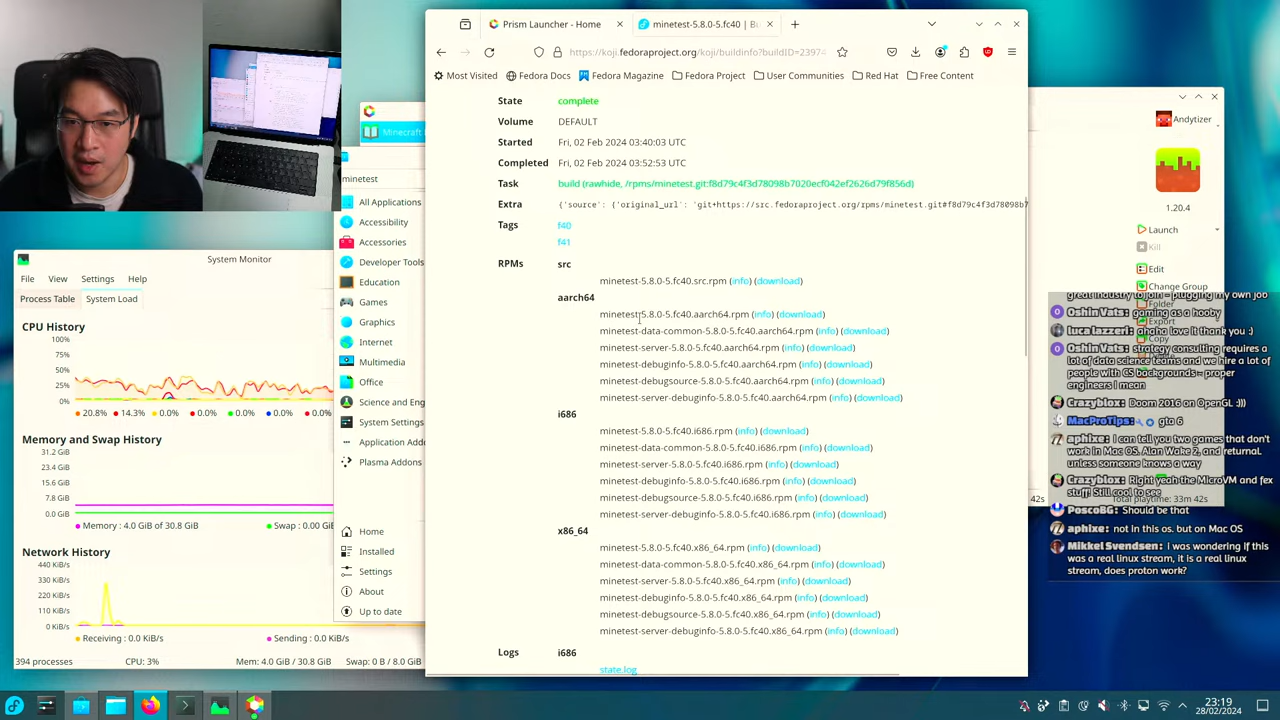 Prism Launcher - Home
minetest-5.8.0-5.fc40 | B
https://koji.fedoraproject.org/koji/buildinfo?buildID=23974
Most Visited
Fedora Docs
Fedora Magazine
Fedora Project
User Communities
Red Hat
Free Content
State complete
Volume DEFAULT
Started Fri, 02 Feb 2024 03:40:03 UTC
Completed Fri, 02 Feb 2024 03:52:53 UTC
Task build (rawhide, /rpms/minetest.git:f8d79c4f3d78098b7020ecf042ef2626d79f856d)
Extra {'source': {'original_url': 'git+https://src.fedoraproject.org/rpms/minetest.git#f8d79c4f3d78098b7
Tags f40
f41
RPMs src
minetest-5.8.0-5.fc40.src.rpm (info) (download)
aarch64
minetest-5.8.0-5.fc40.aarch64.rpm (info) (download)
minetest-data-common-5.8.0-5.fc40.aarch64.rpm (info) (download)
minetest-server-5.8.0-5.fc40.aarch64.rpm (info) (download)
minetest-debuginfo-5.8.0-5.fc40.aarch64.rpm (info) (download)
minetest-debugsource-5.8.0-5.fc40.aarch64.rpm (info) (download)
minetest-server-debuginfo-5.8.0-5.fc40.aarch64.rpm (info) (download)
i686
minetest-5.8.0-5.fc40.i686.rpm (info) (download)
minetest-data-common-5.8.0-5.fc40.i686.rpm (info) (download)
minetest-server-5.8.0-5.fc40.i686.rpm (info) (download)
minetest-debuginfo-5.8.0-5.fc40.i686.rpm (info) (download)
minetest-debugsource-5.8.0-5.fc40.i686.rpm (info) (download)
minetest-server-debuginfo-5.8.0-5.fc40.i686.rpm (info) (download)
x86_64
minetest-5.8.0-5.fc40.x86_64.rpm (info) (download)
minetest-data-common-5.8.0-5.fc40.x86_64.rpm (info) (download)
minetest-server-5.8.0-5.fc40.x86_64.rpm (info) (download)
minetest-debuginfo-5.8.0-5.fc40.x86_64.rpm (info) (download)
minetest-debugsource-5.8.0-5.fc40.x86_64.rpm (info) (download)
minetest-server-debuginfo-5.8.0-5.fc40.x86_64.rpm (info) (download)
Logs i686
state.log
Minecraft
minetest
All Applications
Accessibility
Accessories
Developer Tools
Education
Games
Graphics
Internet
Multimedia
Office
Science and Eng
System Settings
Application Addo
Plasma Addons
Home
Installed
Settings
About
Up to date
System Monitor
File View Settings Help
Process Table System Load
CPU History
100%
75%
50%
25%
0%
20.8% 14.3% 0.0% 0.0% 0.0% 0.0%
Memory and Swap History
31.2 GiB
23.4 GiB
15.6 GiB
7.8 GiB
0.0 GiB
Memory : 4.0 GiB of 30.8 GiB
Swap : 0.00 GiB
Network History
440 KiB/s
330 KiB/s
220 KiB/s
110 KiB/s
0 KiB/s
Receiving : 0.0 KiB/s
Sending : 0.0 KiB/s
394 processes CPU: 3% Mem: 4.0 GiB / 30.8 GiB Swap: 0 B / 8.0 GiB
Andytizer
1.20.4
Launch
Kill
Edit
Change Group
Folder
Export
Copy
great industry to join - plugging my own job
Oshin Vats: gaming as a hooby
luca lazzeri: ahaha love It thank you :)
Oshin Vats: strategy consulting requires a lot of data science teams and we hire a lot of people with CS backgrounds - proper engineers I mean
Crazyblox: Doom 2016 on OpenGL :)))
MacProTips: gta 6
aphixe: I can tell you two games that don't work in Mac OS. Alan Wake 2, and returnal. unless someone knows a way
Crazyblox: Right yeah the MicroVM and fex stuff! Still cool to see
PoscoBG: Should be that
aphixe: not in this os. but on Mac OS
Mikkel Svendsen: I was wondering if this was a real linux stream, it is a real linux stream, does proton work?
42s
Total playtime: 33m 42s
23:19
28/12/2024